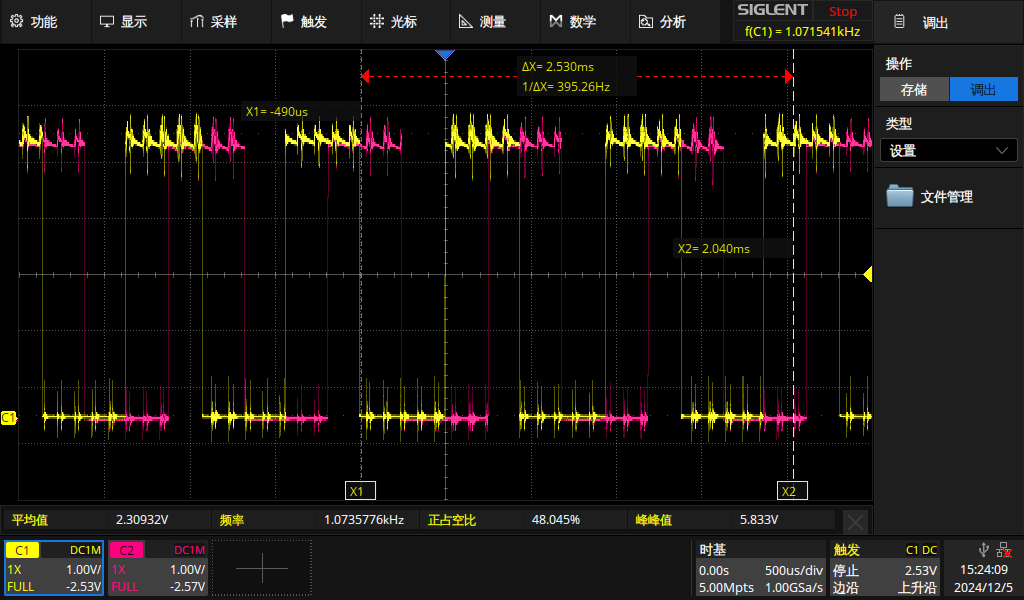 功能
显示
采样
触发
光标
测量
数学
分析
SIGLENT
Stop
f(C1) = 1.071541kHz
调出
操作
存储
调出
类型
设置
文件管理
ΔX= 2.530ms
1/ΔX= 395.26Hz
X1= -490us
X2= 2.040ms
C1
X1
X2
平均值
2.30932V
频率
1.0735776kHz
正占空比
48.045%
峰峰值
5.833V
C1
DC1M
1X
1.00V/
FULL
-2.53V
C2
DC1M
1X
1.00V/
FULL
-2.57V
时基
0.00s
500us/div
5.00Mpts
1.00GSa/s
触发
C1 DC
停止
2.53V
边沿
上升沿
15:24:09
2024/12/5